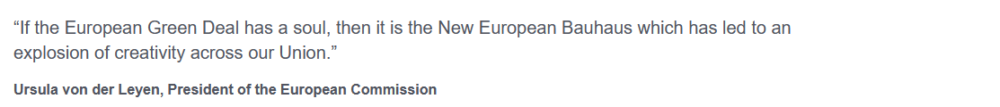 “If the European Green Deal has a soul, then it is the New European Bauhaus which has led to an
explosion of creativity across our Union.”
Ursula von der Leyen, President of the European Commission